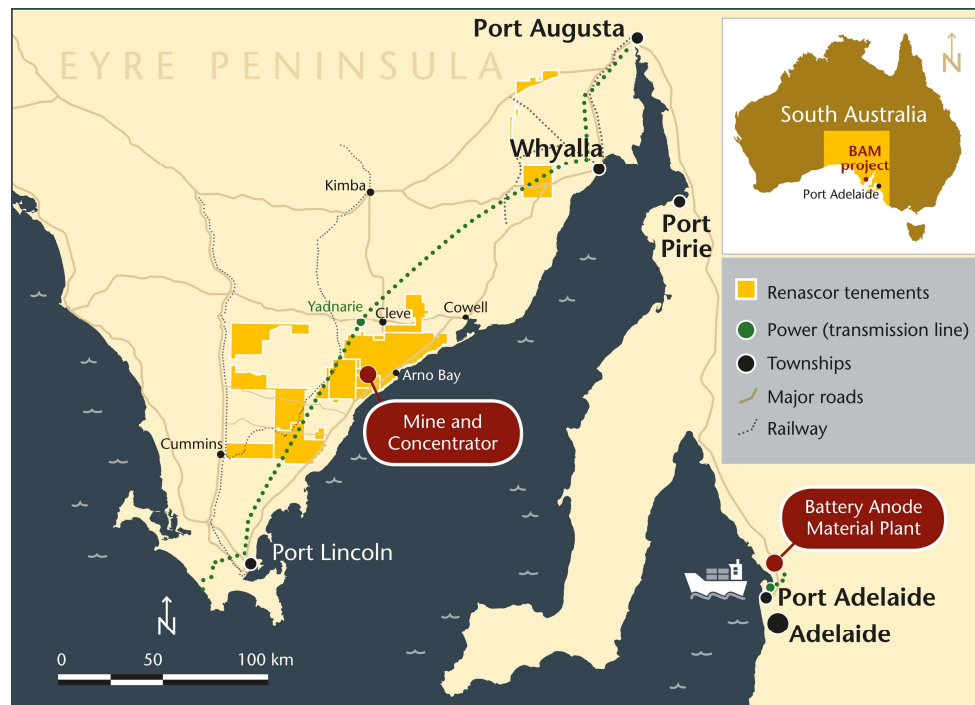 EYRE PENINSULA
Port Augusta
Whyalla
Kimba
Port
Pirie
Yadnarie
Cleve
Cowell
Arno Bay
Mine and
Concentrator
Cummins
Port Lincoln
N
0 50 100 km
N
South Australia
BAM
project
Port Adelaide
Renascor tenements
Power (transmission line)
Townships
Major roads
Railway
Battery Anode
Material Plant
Port Adelaide
Adelaide